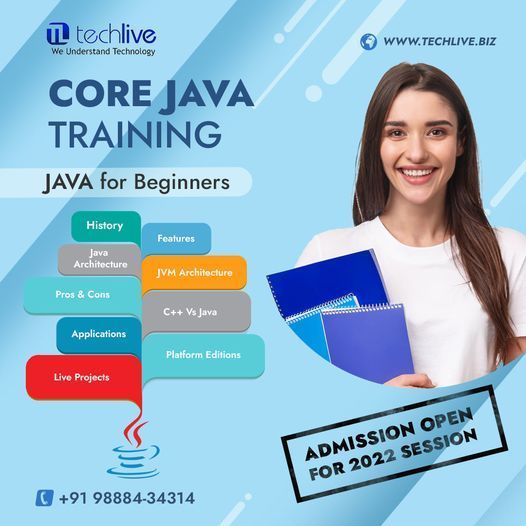 techlive
We Understand Technology
WWW.TECHLIVE.BIZ
CORE JAVA
TRAINING
JAVA for Beginners
History
Features
Java
Architecture
JVM Architecture
Pros & Cons
C++ Vs Java
Applications
Platform Editions
Live Projects
ADMISSION OPEN
FOR 2022 SESSION
+91 98884-34314